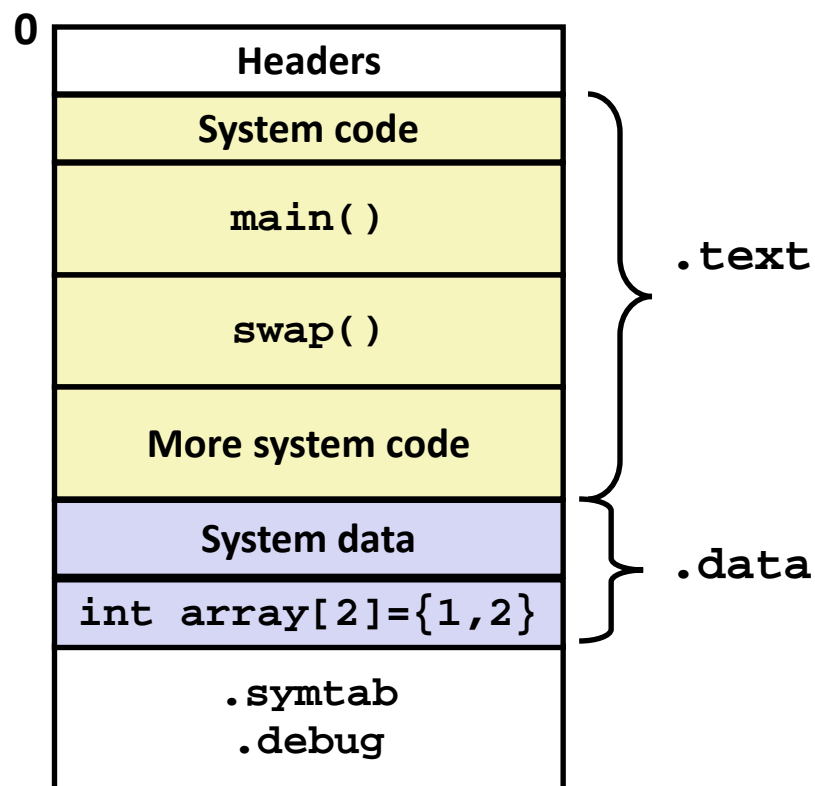 0
Headers
System code
main()
.text
swap()
More system code
System data
.data
int array[2]={1,2}
.symtab
.debug